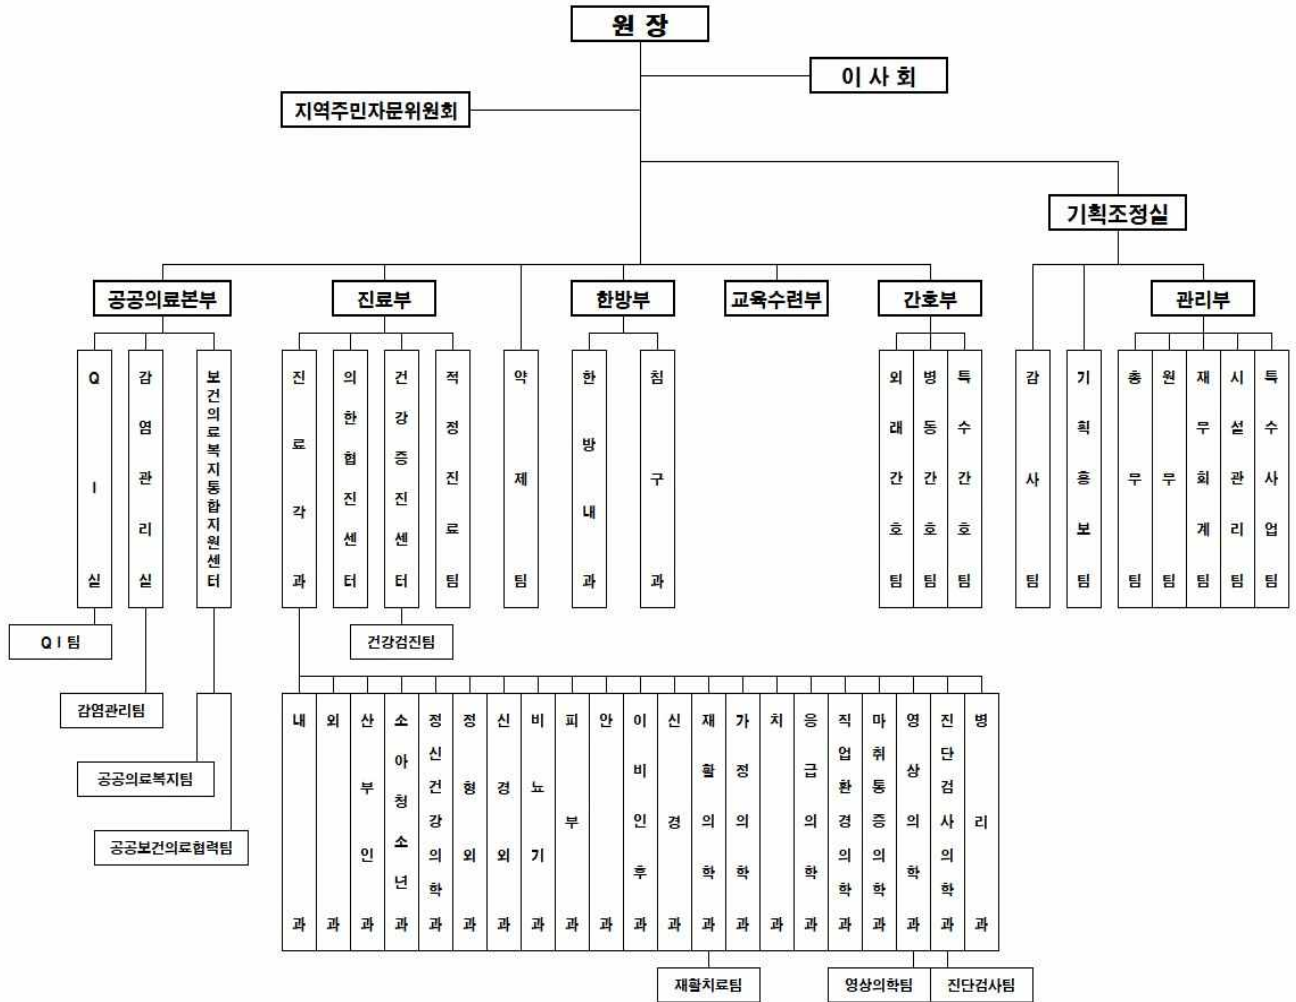 원 장
이 사 회
지역주민자문위원회
기획조정실
공공의료본부
진료부
한방부
교육수련부
간호부
관리부
Q I 실
감염관리실
보건의료복지통합지원센터
진료각과
의한협진센터
건강증진센터
적정진료팀
약제팀
한방내과
침구과
외래간호팀
병동간호팀
특수간호팀
감사팀
기획홍보팀
총무팀
원무팀
재무회계팀
시설관리팀
특수사업팀
Q I 팀
건강검진팀
감염관리팀
공공의료복지팀
공공보건의료협력팀
내과
외과
산부인과
소아청소년과
정신건강의학과
정형외과
신경외과
비뇨기과
피부과
안과
이비인후과
신경과
재활의학과
가정의학과
치과
응급의학과
직업환경의학과
마취통증의학과
영상의학과
진단검사의학과
병리과
재활치료팀
영상의학팀
진단검사팀